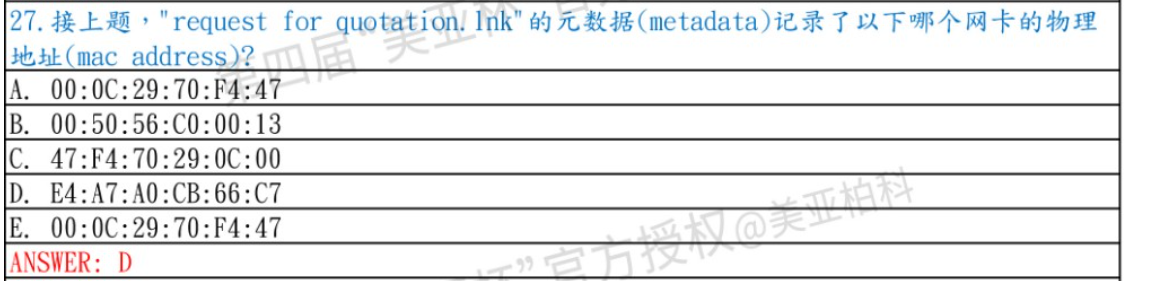 27.接上题，"request for quotation.lnk"的元数据(metadata)记录了以下哪个网卡的物理
地址(mac address)?
第四届“美亚杯”官
A. 00:0C:29:70:F4:47
B. 00:50:56:C0:00:13
C. 47:F4:70:29:0C:00
D. E4:A7:A0:CB:66:C7
E. 00:0C:29:70:F4:47
杯”官方授权@美亚柏科
ANSWER: D